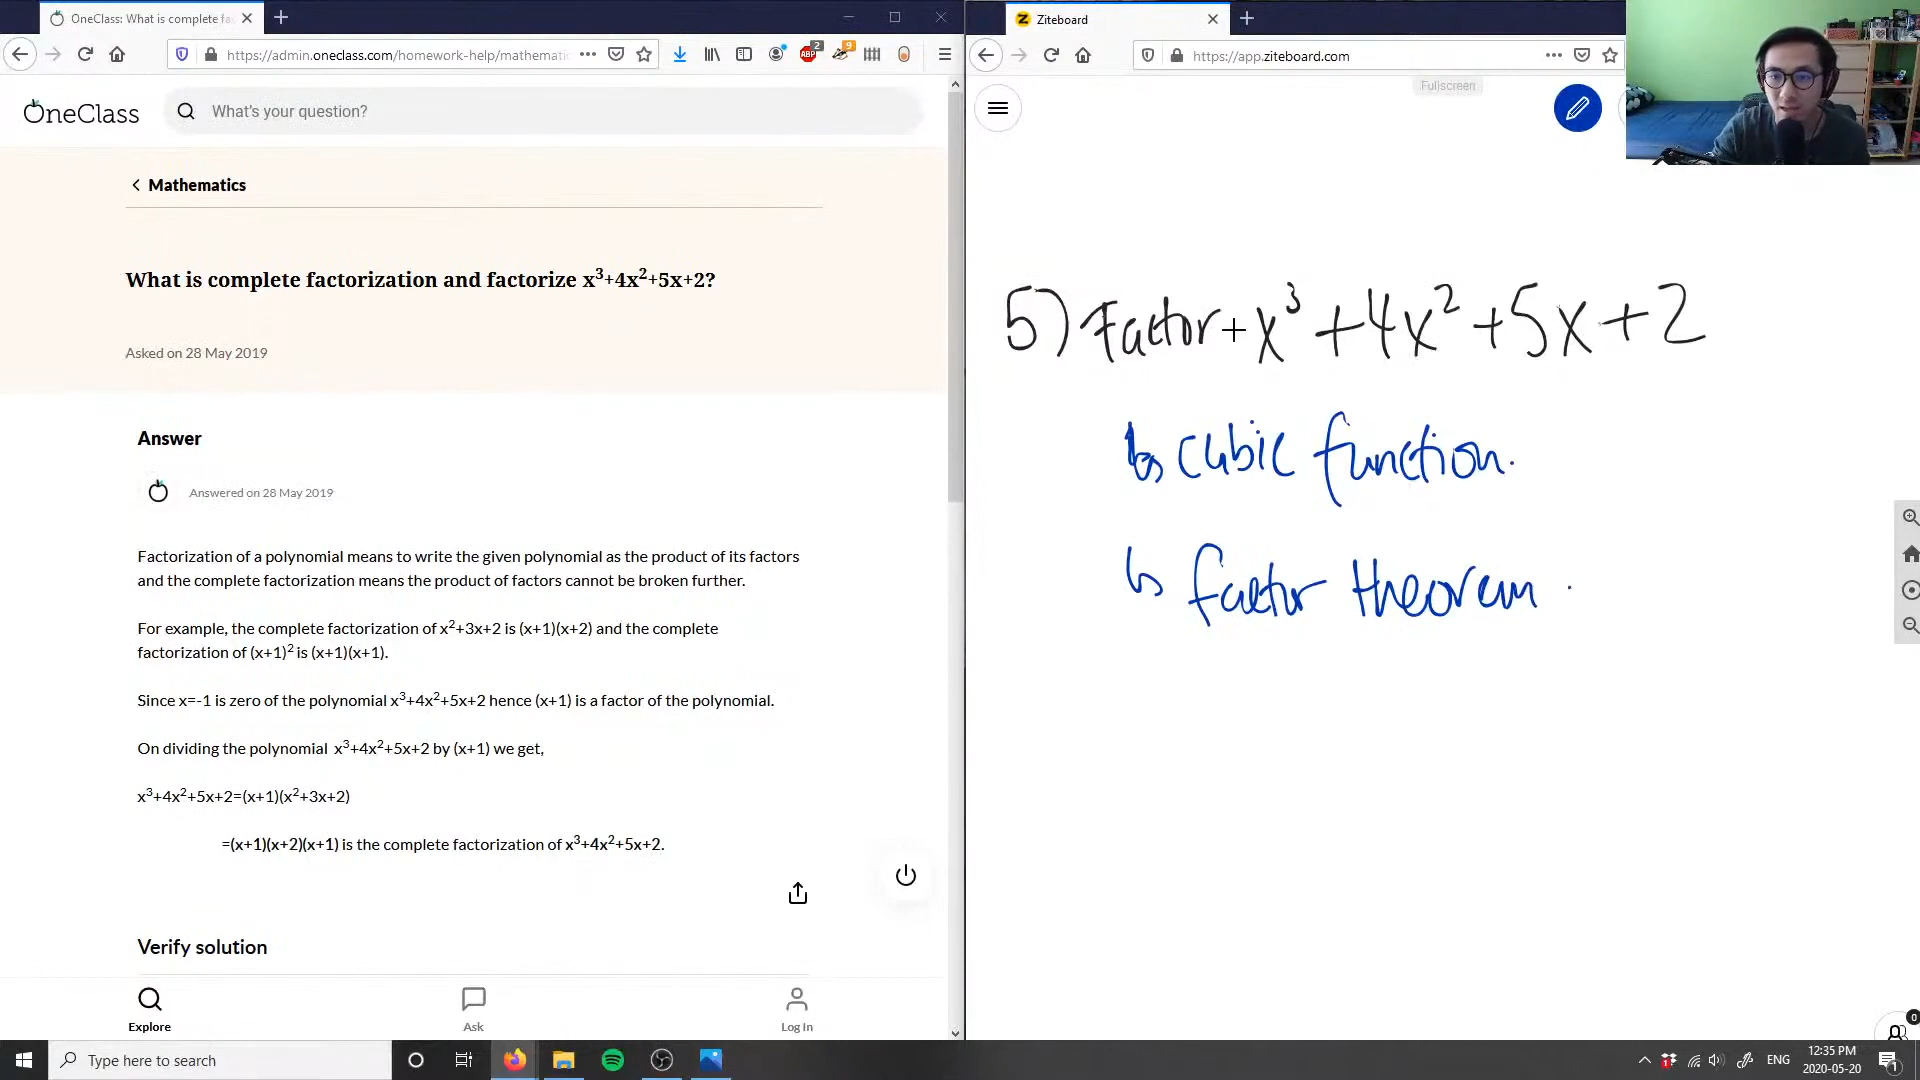 OneClass: What is complete fa
https://admin.oneclass.com/homework-help/mathematic
2
9
OneClass
What's your question?
Mathematics
What is complete factorization and factorize x³+4x²+5x+2?
Asked on 28 May 2019
Answer
Answered on 28 May 2019
Factorization of a polynomial means to write the given polynomial as the product of its factors
and the complete factorization means the product of factors cannot be broken further.
For example, the complete factorization of x²+3x+2 is (x+1)(x+2) and the complete
factorization of (x+1)² is (x+1)(x+1).
Since x=-1 is zero of the polynomial x³+4x²+5x+2 hence (x+1) is a factor of the polynomial.
On dividing the polynomial x³+4x²+5x+2 by (x+1) we get,
x³+4x²+5x+2=(x+1)(x²+3x+2)
=(x+1)(x+2)(x+1) is the complete factorization of x³+4x²+5x+2.
Verify solution
Explore
Ask
Log In
Ziteboard
https://app.ziteboard.com
Fullscreen
5) Factor x³ + 4x² + 5x + 2
↳ cubic function.
↳ factor theorem.
0
Type here to search
ENG
12:35 PM
2020-05-20
1